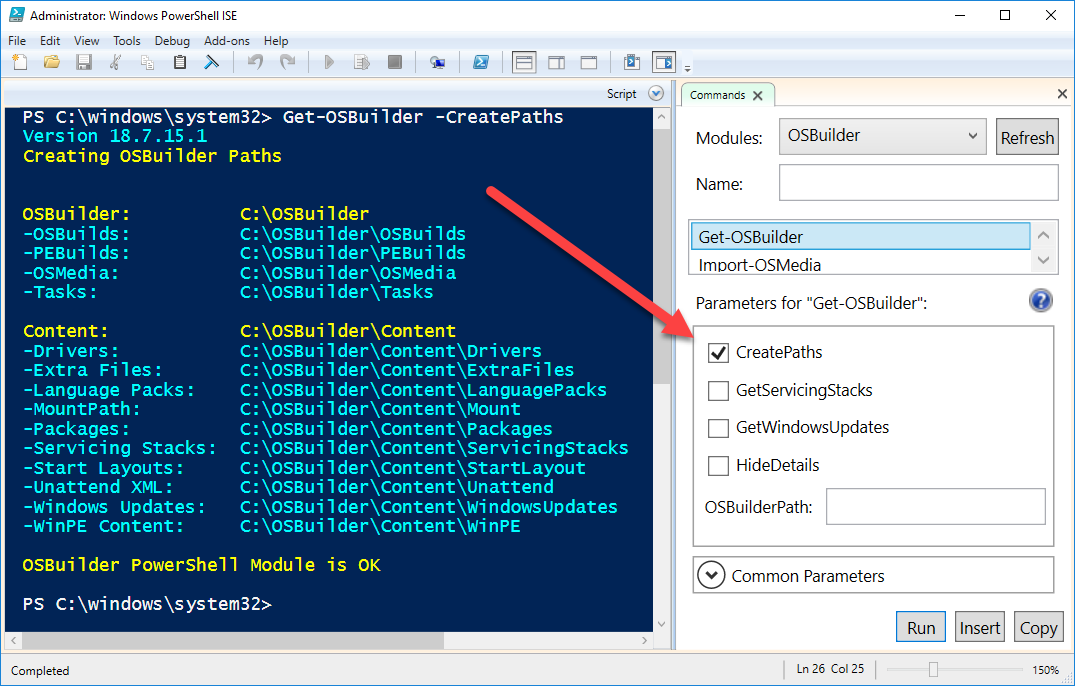 Administrator: Windows PowerShell ISE
File Edit View Tools Debug Add-ons Help
Script
PS C:\windows\system32> Get-OSBuilder -CreatePaths
Version 18.7.15.1
Creating OSBuilder Paths
OSBuilder: C:\OSBuilder
-OSBuilds: C:\OSBuilder\OSBuilds
-PEBuilds: C:\OSBuilder\PEBuilds
-OSMedia: C:\OSBuilder\OSMedia
-Tasks: C:\OSBuilder\Tasks
Content: C:\OSBuilder\Content
-Drivers: C:\OSBuilder\Content\Drivers
-Extra Files: C:\OSBuilder\Content\ExtraFiles
-Language Packs: C:\OSBuilder\Content\LanguagePacks
-MountPath: C:\OSBuilder\Content\Mount
-Packages: C:\OSBuilder\Content\Packages
-Servicing Stacks: C:\OSBuilder\Content\ServicingStacks
-Start Layouts: C:\OSBuilder\Content\StartLayout
-Unattend XML: C:\OSBuilder\Content\Unattend
-Windows Updates: C:\OSBuilder\Content\WindowsUpdates
-WinPE Content: C:\OSBuilder\Content\WinPE
OSBuilder PowerShell Module is OK
PS C:\windows\system32>
Commands
Modules: OSBuilder Refresh
Name:
Get-OSBuilder
Import-OSMedia
Parameters for "Get-OSBuilder":
CreatePaths
GetServicingStacks
GetWindowsUpdates
HideDetails
OSBuilderPath:
Common Parameters
Run Insert Copy
Completed Ln 26 Col 25 150%